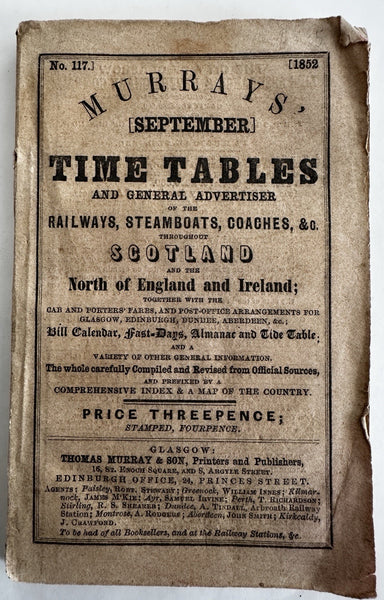 No. 117.] [1852
MURRAYS'
[SEPTEMBER]
TIME TABLES
AND GENERAL ADVERTISER
OF THE
RAILWAYS, STEAMBOATS, COACHES, &c.
THROUGHOUT
SCOTLAND
AND THE
North of England and Ireland;
TOGETHER WITH THE
CAB AND PORTERS' FARES, AND POST-OFFICE ARRANGEMENTS FOR
GLASGOW, EDINBURGH, DUNDEE, ABERDEEN, &c.;
Bill Calendar, Fast-Days, Almanac and Tide Table;
AND A
VARIETY OF OTHER GENERAL INFORMATION.
The whole carefully Compiled and Revised from Official Sources,
AND PREFIXED BY A
COMPREHENSIVE INDEX & A MAP OF THE COUNTRY
PRICE THREEPENCE;
STAMPED, FOURPENCE.
GLASGOW:
THOMAS MURRAY & SON, Printers and Publishers,
16, ST. ENOCH SQUARE, AND 8, ARGYLE STREET.
EDINBURGH OFFICE, 24, PRINCES STREET.
AGENTS: Paisley, ROBT. STEWART; Greenock, WILLIAM INNES; Kilmar-
nock, JAMES M'KIE; Ayr, SAMUEL IRVINE; Perth, T. RICHARDSON;
Stirling, R. S. SHEARER; Dundee, A. TINDALL, Arbroath Railway
Station; Montrose, A. RODGERS; Aberdeen, JOHN SMITH; Kirkcaldy,
J. CRAWFORD.
To be had of all Booksellers, and at the Railway Stations, &c.